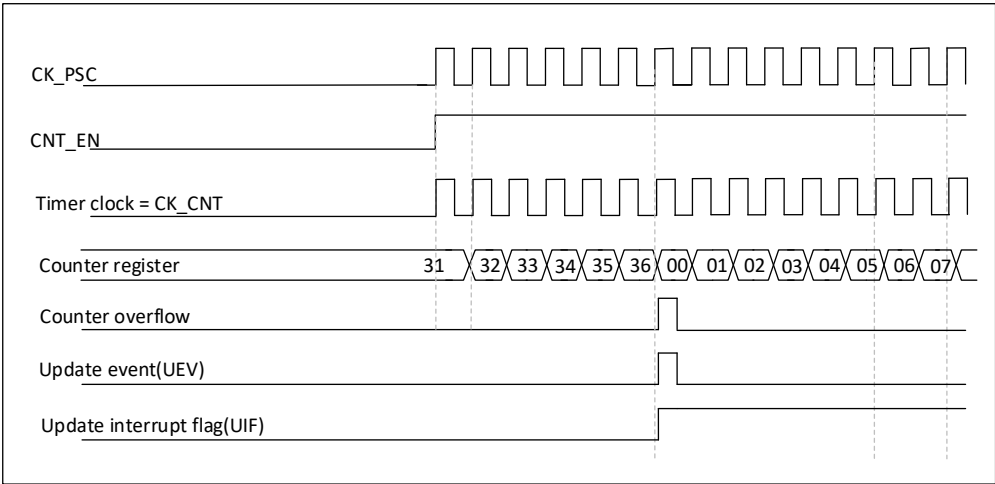 CK_PSC
CNT_EN
Timer clock = CK_CNT
Counter register 31 32 33 34 35 36 00 01 02 03 04 05 06 07
Counter overflow
Update event(UEV)
Update interrupt flag(UIF)